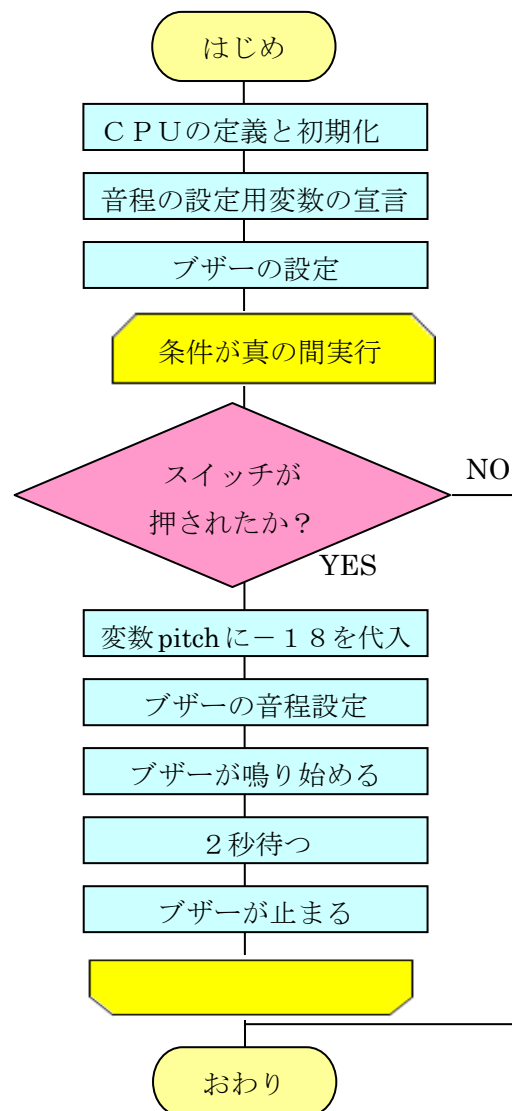 はじめ
ＣＰＵの定義と初期化
音程の設定用変数の宣言
ブザーの設定
条件が真の間実行
スイッチが
押されたか？
NO
YES
変数pitchに－１８を代入
ブザーの音程設定
ブザーが鳴り始める
２秒待つ
ブザーが止まる
おわり